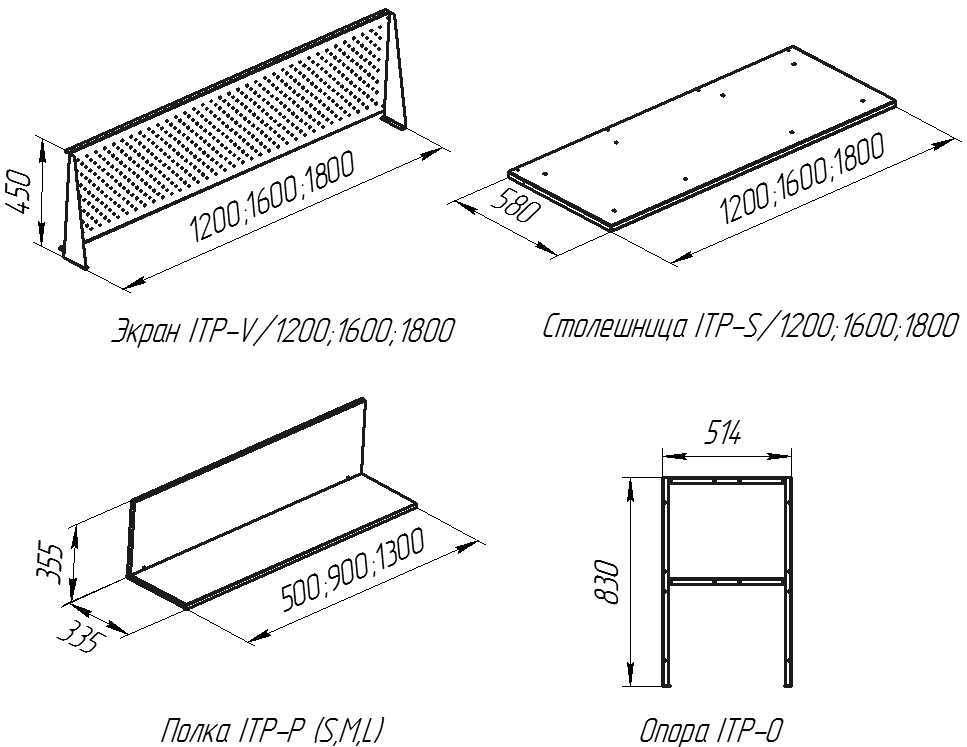 450
1200;1600;1800
Экран ITP-V/1200;1600;1800
580
1200;1600;1800
Столешница ITP-S/1200;1600;1800
355
335
500;900;1300
Полка ITP-P (S,M,L)
514
830
Опора ITP-O